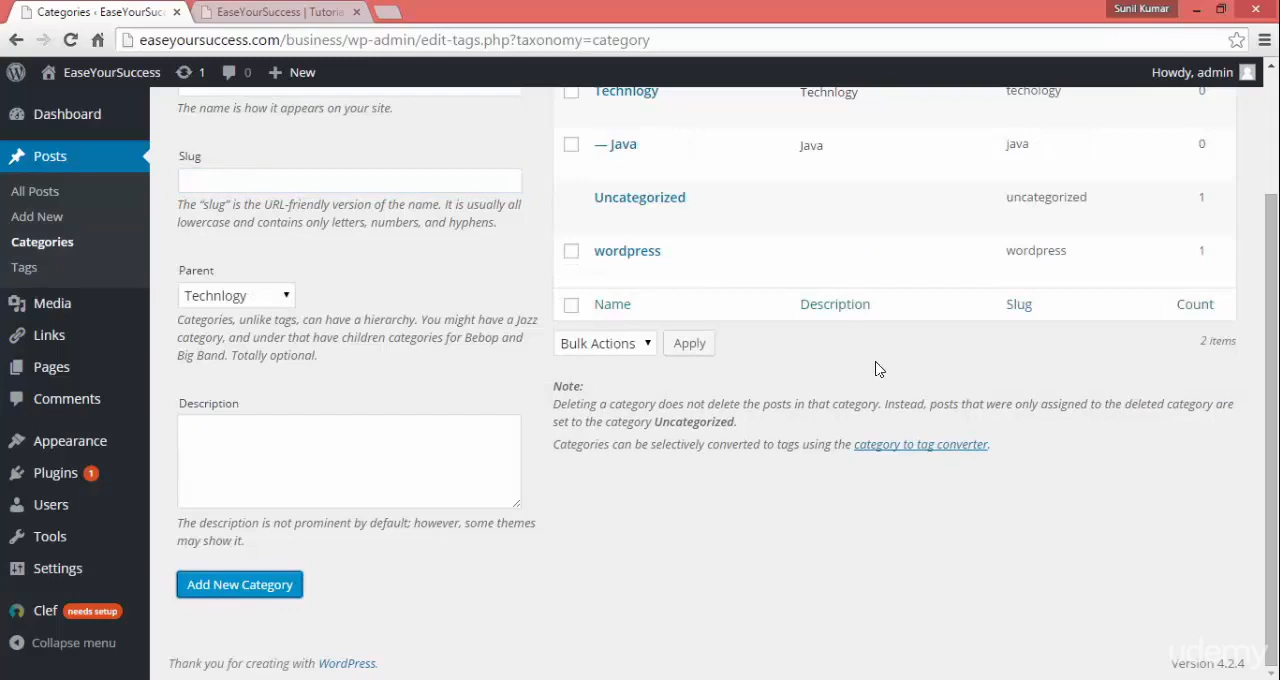 Categories ‹ EaseYourSucc
EaseYourSuccess | Tutoria
Sunil Kumar
easeyoursuccess.com/business/wp-admin/edit-tags.php?taxonomy=category
EaseYourSuccess
1
0
New
Howdy, admin
Dashboard
Posts
All Posts
Add New
Categories
Tags
Media
Links
Pages
Comments
Appearance
Plugins 1
Users
Tools
Settings
Clef needs setup
Collapse menu
The name is how it appears on your site.
Slug
The “slug” is the URL-friendly version of the name. It is usually all
lowercase and contains only letters, numbers, and hyphens.
Parent
Technlogy
Categories, unlike tags, can have a hierarchy. You might have a Jazz
category, and under that have children categories for Bebop and
Big Band. Totally optional.
Description
The description is not prominent by default; however, some themes
may show it.
Add New Category
Technlogy Technlogy techology 0
— Java Java java 0
Uncategorized uncategorized 1
wordpress wordpress 1
Name Description Slug Count
Bulk Actions Apply 2 items
Note:
Deleting a category does not delete the posts in that category. Instead, posts that were only assigned to the deleted category are
set to the category Uncategorized.
Categories can be selectively converted to tags using the category to tag converter.
Thank you for creating with WordPress.
Version 4.2.4
udemy